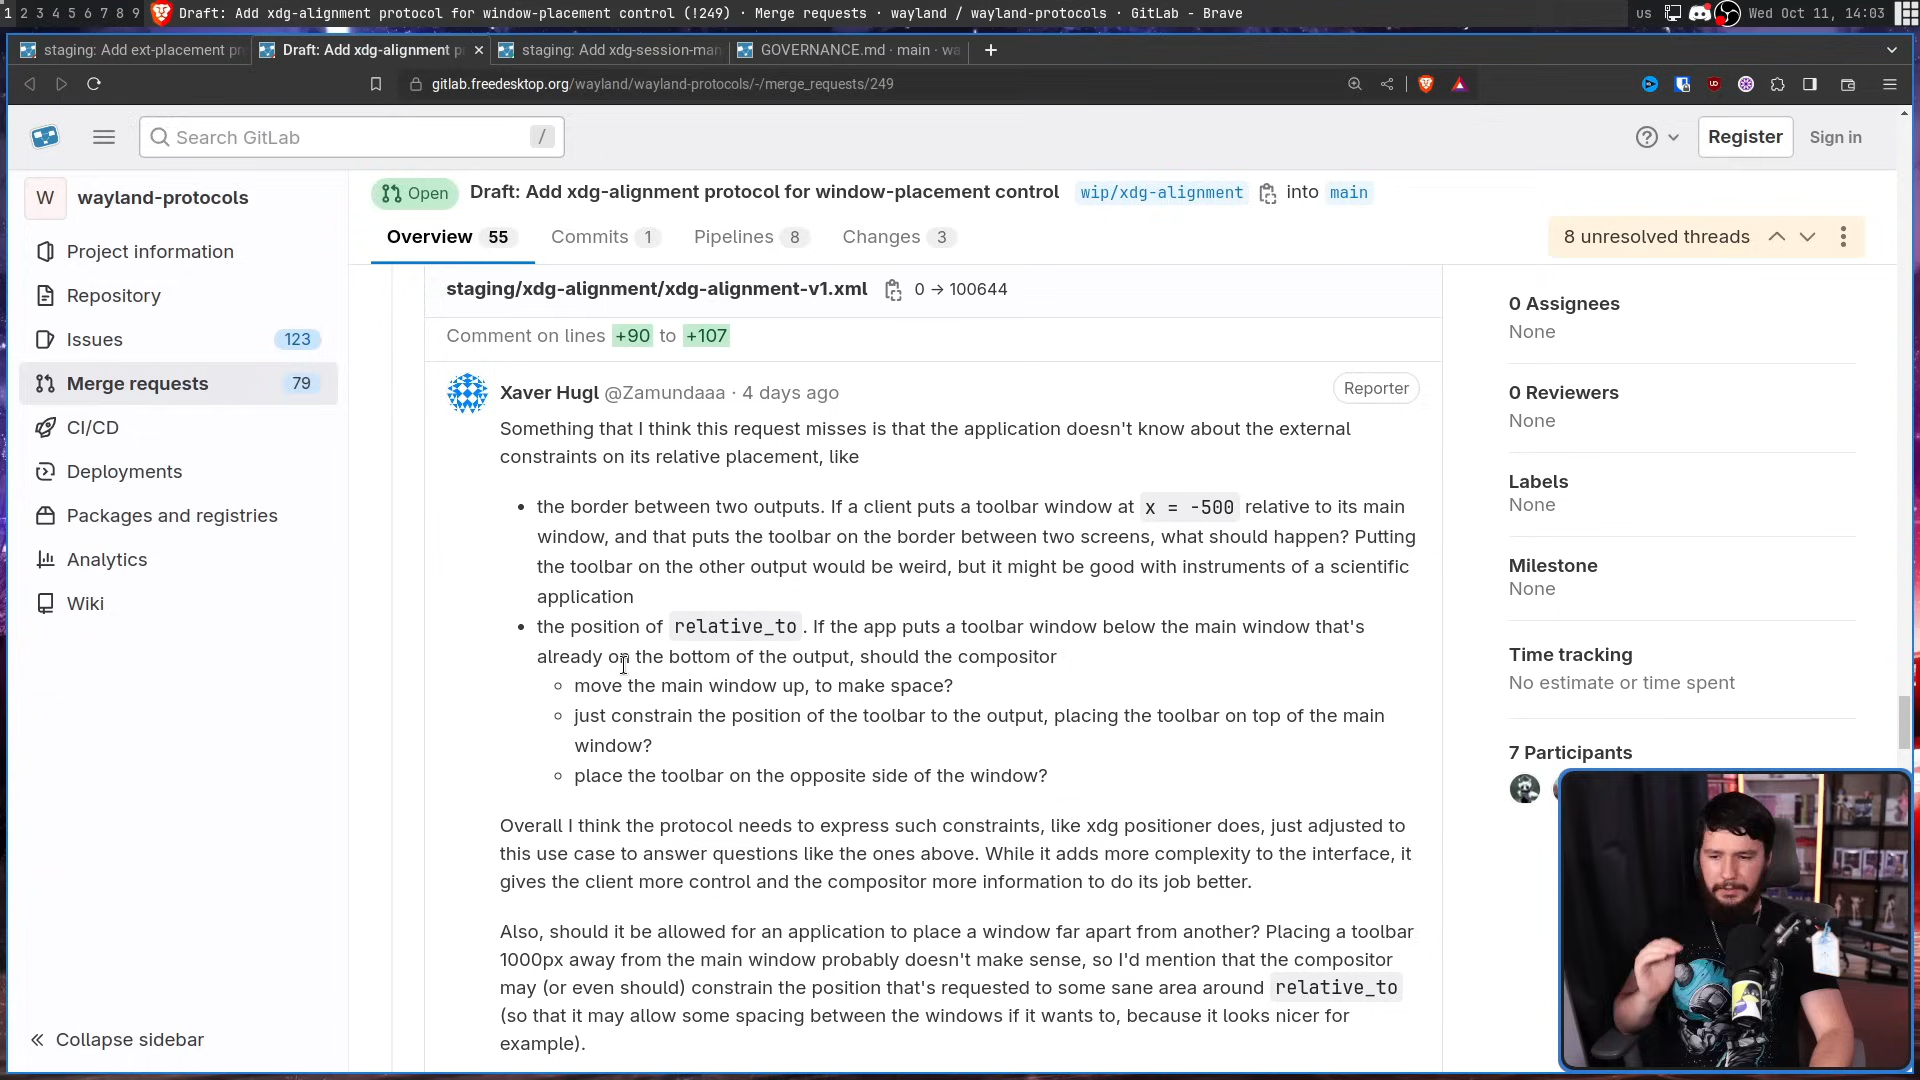 1 2 3 4 5 6 7 8 9 Draft: Add xdg-alignment protocol for window-placement control (!249) · Merge requests · wayland / wayland-protocols · GitLab - Brave us Wed Oct 11, 14:03
staging: Add ext-placement pr Draft: Add xdg-alignment p staging: Add xdg-session-man GOVERNANCE.md · main · wa
gitlab.freedesktop.org/wayland/wayland-protocols/-/merge_requests/249
Search GitLab / Register Sign in
W wayland-protocols
Project information
Repository
Issues 123
Merge requests 79
CI/CD
Deployments
Packages and registries
Analytics
Wiki
Collapse sidebar
Open Draft: Add xdg-alignment protocol for window-placement control wip/xdg-alignment into main
Overview 55 Commits 1 Pipelines 8 Changes 3 8 unresolved threads
staging/xdg-alignment/xdg-alignment-v1.xml 0 → 100644
Comment on lines +90 to +107
Xaver Hugl @Zamundaaa · 4 days ago Reporter
Something that I think this request misses is that the application doesn't know about the external
constraints on its relative placement, like
• the border between two outputs. If a client puts a toolbar window at x = -500 relative to its main
window, and that puts the toolbar on the border between two screens, what should happen? Putting
the toolbar on the other output would be weird, but it might be good with instruments of a scientific
application
• the position of relative_to. If the app puts a toolbar window below the main window that's
already on the bottom of the output, should the compositor
◦ move the main window up, to make space?
◦ just constrain the position of the toolbar to the output, placing the toolbar on top of the main
window?
◦ place the toolbar on the opposite side of the window?
Overall I think the protocol needs to express such constraints, like xdg positioner does, just adjusted to
this use case to answer questions like the ones above. While it adds more complexity to the interface, it
gives the client more control and the compositor more information to do its job better.
Also, should it be allowed for an application to place a window far apart from another? Placing a toolbar
1000px away from the main window probably doesn't make sense, so I'd mention that the compositor
may (or even should) constrain the position that's requested to some sane area around relative_to
(so that it may allow some spacing between the windows if it wants to, because it looks nicer for
example).
0 Assignees
None
0 Reviewers
None
Labels
None
Milestone
None
Time tracking
No estimate or time spent
7 Participants